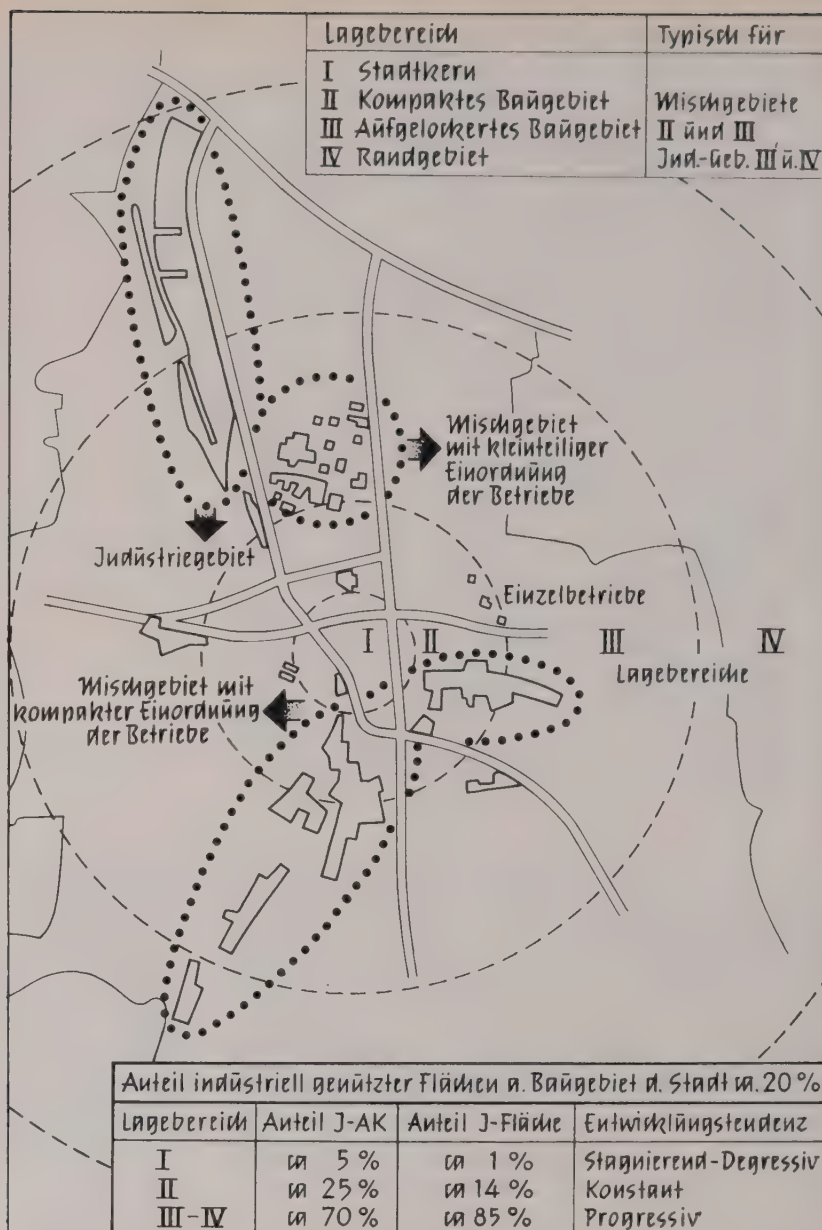 Lagebereich Typisch für
I Stadtkern
II Kompaktes Baugebiet Mischgebiete
III Aufgelockertes Baugebiet II und III
IV Randgebiet Ind.-Geb. III u. IV
Mischgebiet
mit kleinteiliger
Einordnung
der Betriebe
Industriegebiet
Einzelbetriebe
I II III IV
Lagebereiche
Mischgebiet mit
kompakter Einordnung
der Betriebe
Anteil industriell genutzter Flächen a. Baugebiet d. Stadt ca. 20 %
Lagebereich Anteil I-AK Anteil I-Fläche Entwicklungstendenz
I ca 5 % ca 1 % Stagnierend-Degressiv
II ca 25 % ca 14 % Konstant
III-IV ca 70 % ca 85 % Progressiv